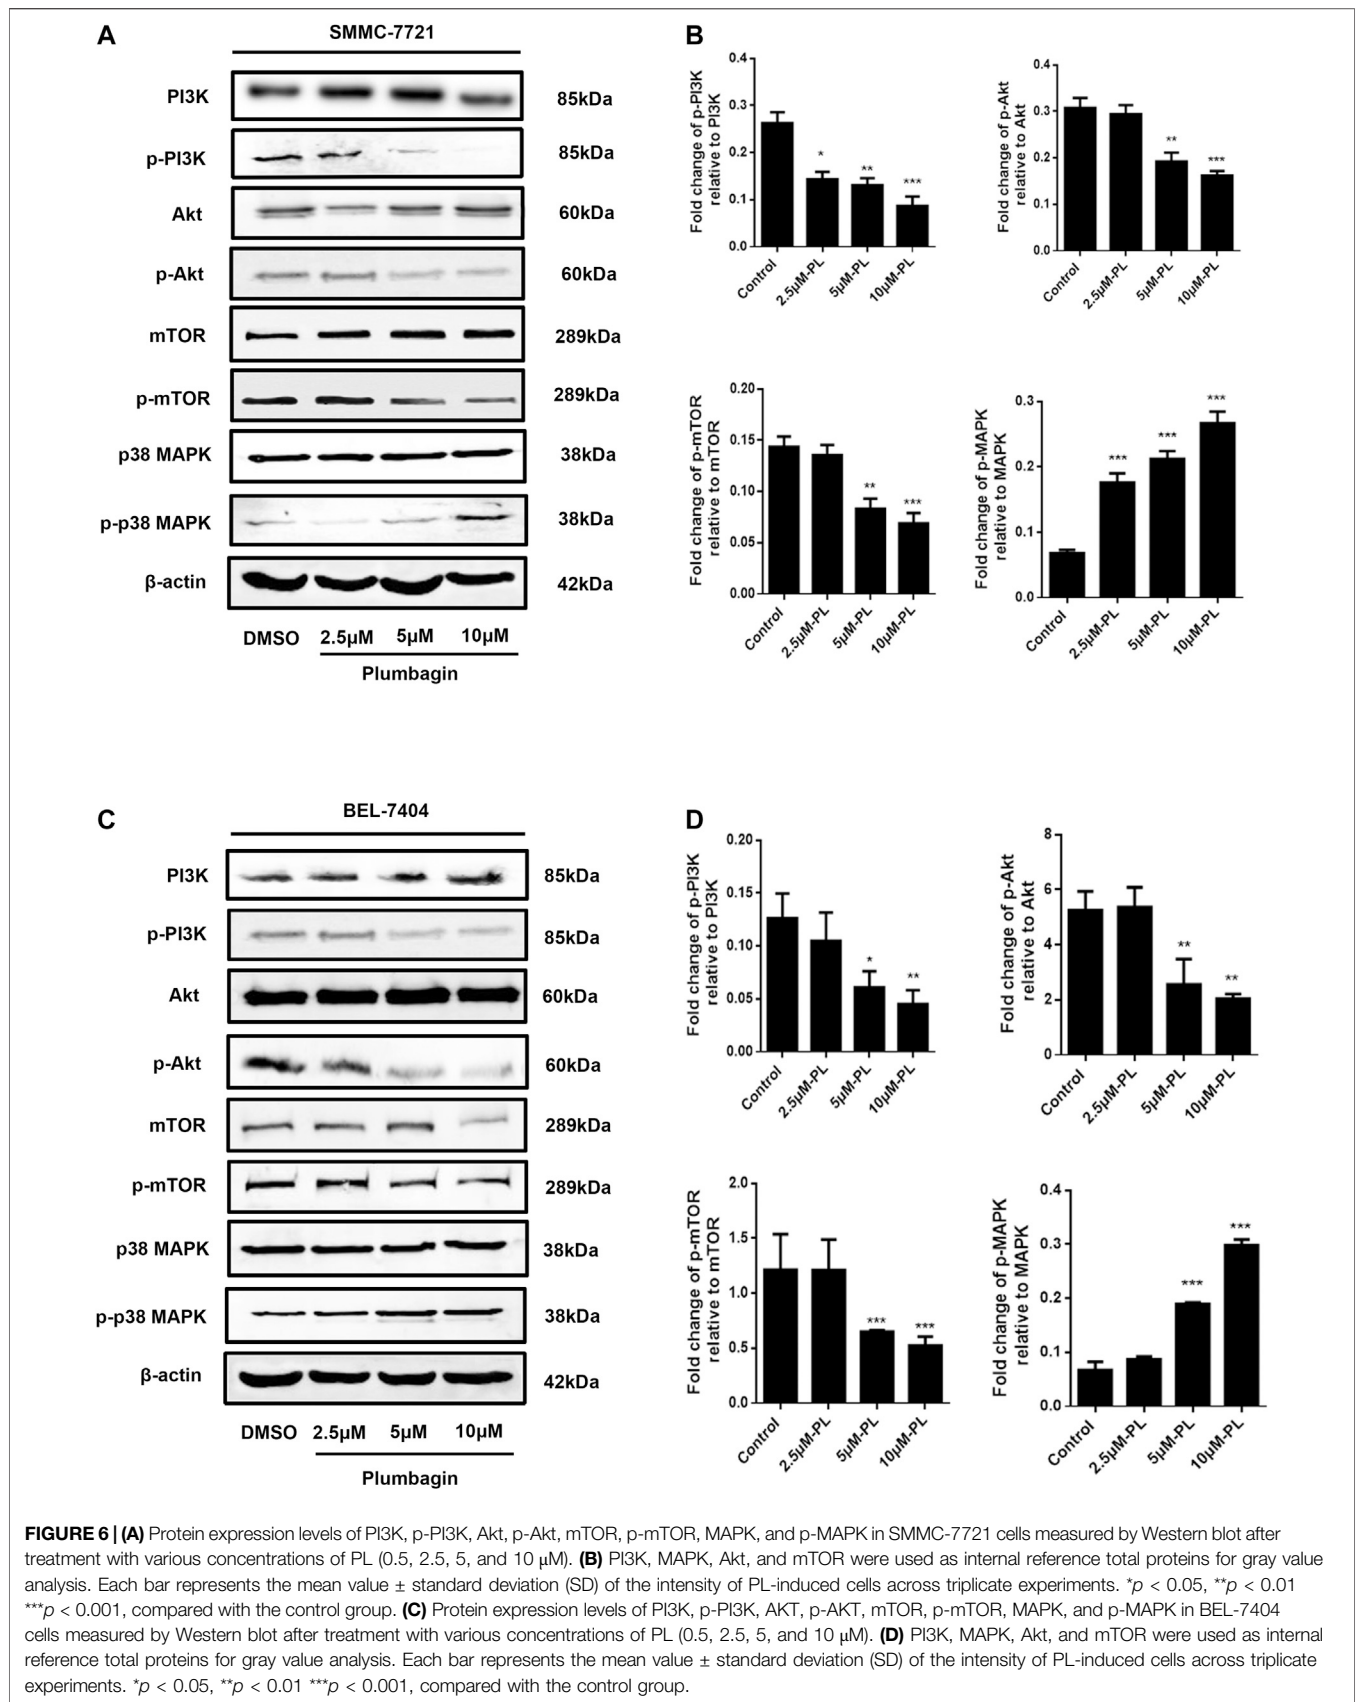 A
SMMC-7721
PI3K
85kDa
p-PI3K
85kDa
Akt
60kDa
p-Akt
60kDa
mTOR
289kDa
p-mTOR
289kDa
p38 MAPK
38kDa
p-p38 MAPK
38kDa
β-actin
42kDa
DMSO 2.5μM 5μM 10μM
Plumbagin
B
Fold change of p-PI3K
relative to PI3K
0.4
0.3
0.2
0.1
0.0
*
**
***
Control
2.5μM-PL
5μM-PL
10μM-PL
Fold change of p-Akt
relative to Akt
0.4
0.3
0.2
0.1
0.0
**
***
Control
2.5μM-PL
5μM-PL
10μM-PL
Fold change of p-mTOR
relative to mTOR
0.20
0.15
0.10
0.05
0.00
**
***
Control
2.5μM-PL
5μM-PL
10μM-PL
Fold change of p-MAPK
relative to MAPK
0.3
0.2
0.1
0.0
***
***
***
Control
2.5μM-PL
5μM-PL
10μM-PL
C
BEL-7404
PI3K
85kDa
p-PI3K
85kDa
Akt
60kDa
p-Akt
60kDa
mTOR
289kDa
p-mTOR
289kDa
p38 MAPK
38kDa
p-p38 MAPK
38kDa
β-actin
42kDa
DMSO 2.5μM 5μM 10μM
Plumbagin
D
Fold change of p-PI3K
relative to PI3K
0.20
0.15
0.10
0.05
0.00
*
**
Control
2.5μM-PL
5μM-PL
10μM-PL
Fold change of p-Akt
relative to Akt
8
6
4
2
0
**
**
Control
2.5μM-PL
5μM-PL
10μM-PL
Fold change of p-mTOR
relative to mTOR
2.0
1.5
1.0
0.5
0.0
***
***
Control
2.5μM-PL
5μM-PL
10μM-PL
Fold change of p-MAPK
relative to MAPK
0.4
0.3
0.2
0.1
0.0
***
***
Control
2.5μM-PL
5μM-PL
10μM-PL
FIGURE 6 | (A) Protein expression levels of PI3K, p-PI3K, Akt, p-Akt, mTOR, p-mTOR, MAPK, and p-MAPK in SMMC-7721 cells measured by Western blot after
treatment with various concentrations of PL (0.5, 2.5, 5, and 10 μM). (B) PI3K, MAPK, Akt, and mTOR were used as internal reference total proteins for gray value
analysis. Each bar represents the mean value ± standard deviation (SD) of the intensity of PL-induced cells across triplicate experiments. *p < 0.05, **p < 0.01
***p < 0.001, compared with the control group. (C) Protein expression levels of PI3K, p-PI3K, AKT, p-AKT, mTOR, p-mTOR, MAPK, and p-MAPK in BEL-7404
cells measured by Western blot after treatment with various concentrations of PL (0.5, 2.5, 5, and 10 μM). (D) PI3K, MAPK, Akt, and mTOR were used as internal
reference total proteins for gray value analysis. Each bar represents the mean value ± standard deviation (SD) of the intensity of PL-induced cells across triplicate
experiments. *p < 0.05, **p < 0.01 ***p < 0.001, compared with the control group.